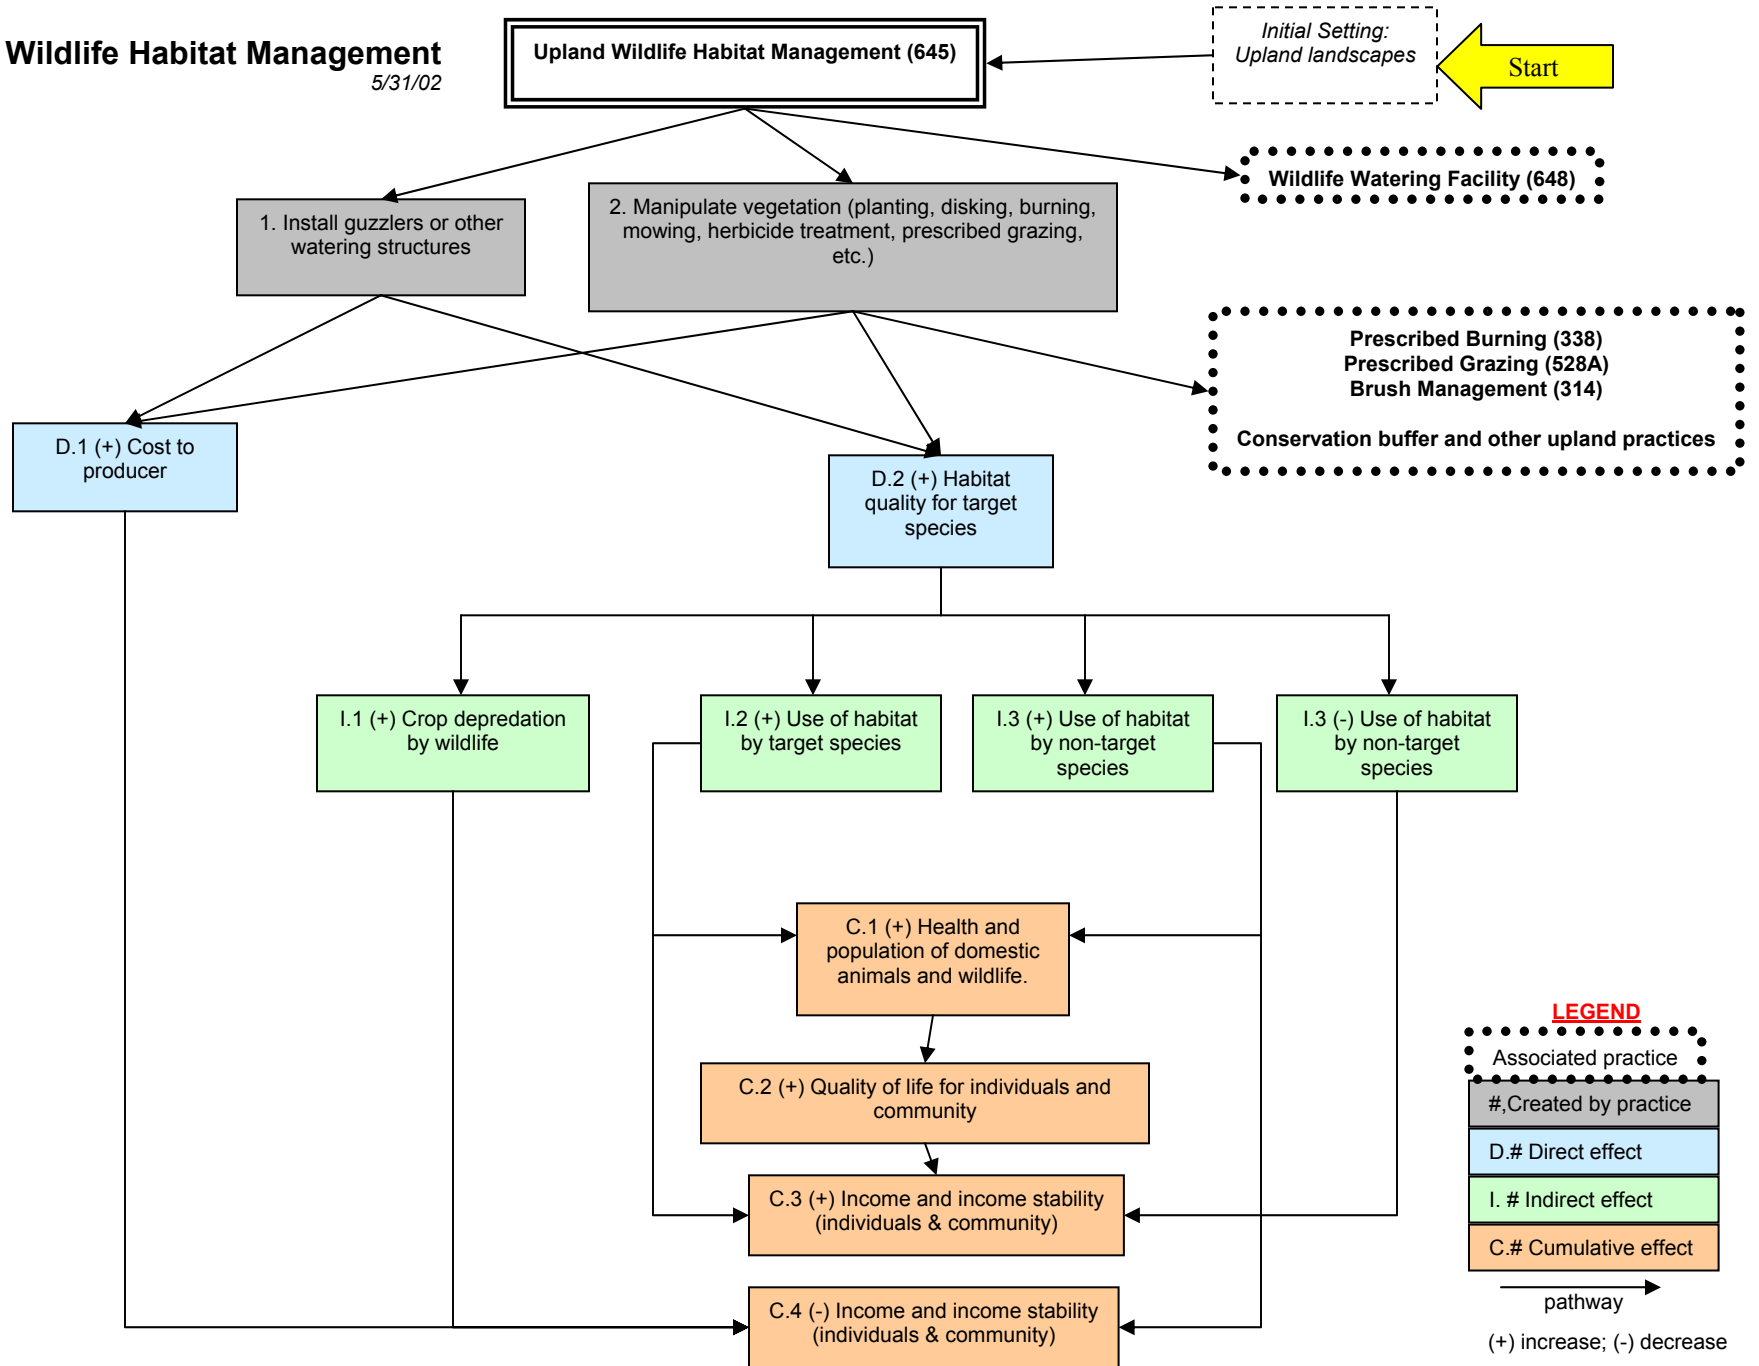 Wildlife Habitat Management
5/31/02
Upland Wildlife Habitat Management (645)
Initial Setting:
Upland landscapes
Start
Wildlife Watering Facility (648)
1. Install guzzlers or other
watering structures
2. Manipulate vegetation (planting, disking, burning,
mowing, herbicide treatment, prescribed grazing,
etc.)
Prescribed Burning (338)
Prescribed Grazing (528A)
Brush Management (314)
Conservation buffer and other upland practices
D.1 (+) Cost to
producer
D.2 (+) Habitat
quality for target
species
I.1 (+) Crop depredation
by wildlife
I.2 (+) Use of habitat
by target species
I.3 (+) Use of habitat
by non-target
species
I.3 (-) Use of habitat
by non-target
species
C.1 (+) Health and
population of domestic
animals and wildlife.
C.2 (+) Quality of life for individuals and
community
C.3 (+) Income and income stability
(individuals & community)
C.4 (-) Income and income stability
(individuals & community)
LEGEND
Associated practice
#,Created by practice
D.# Direct effect
I. # Indirect effect
C.# Cumulative effect
pathway
(+) increase; (-) decrease